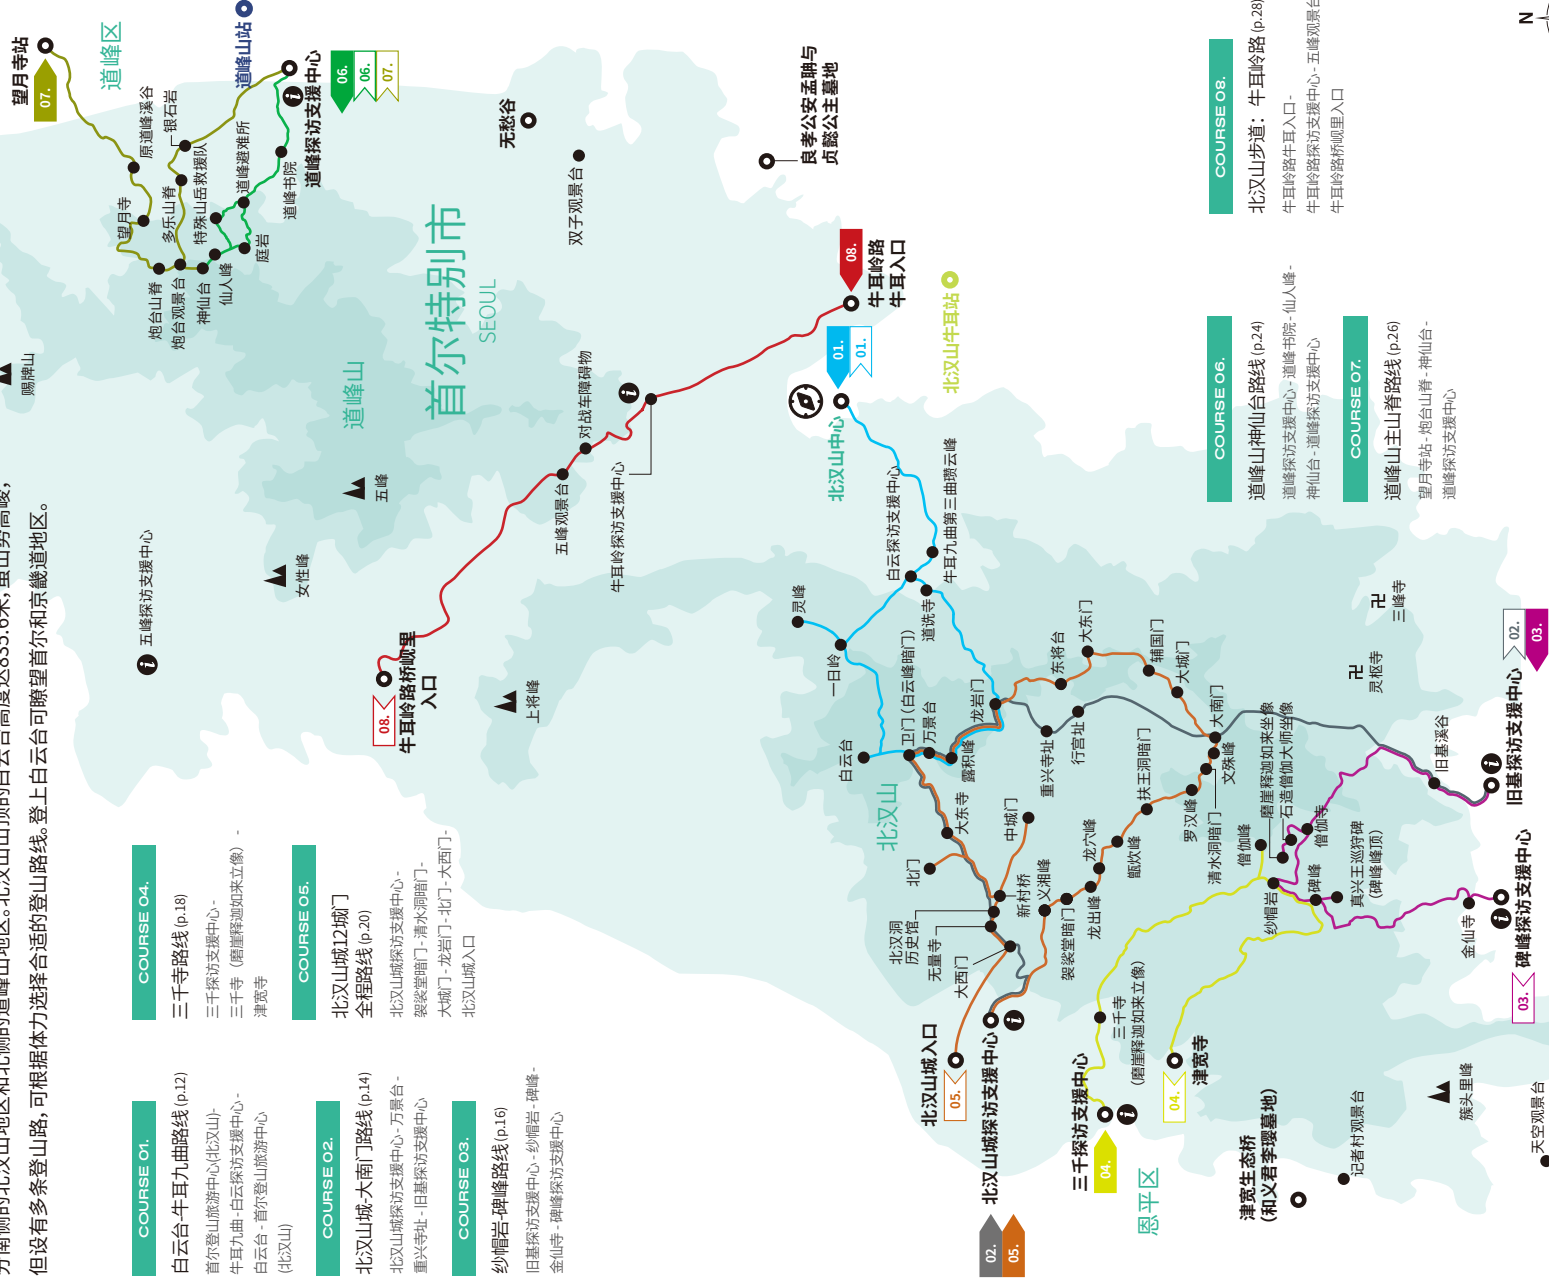 但设有多条登山路，可根据体力选择合适的登山路线。登上白云台可瞭望首尔和京畿道地区。
COURSE 01.
白云台 牛耳九曲路线 (p.12)
首尔登山旅游中心(北汉山)-
牛耳九曲 - 白云探访支援中心 -
白云台 - 首尔登山旅游中心
(北汉山)
COURSE 02.
北汉山城-大南门路线 (p.14)
北汉山城探访支援中心 - 万景台 -
重兴寺址 - 旧基探访支援中心
COURSE 03.
纱帽岩-碑峰路线 (p.16)
旧基探访支援中心 - 纱帽岩 - 碑峰 -
金仙寺 - 碑峰探访支援中心
COURSE 04.
三千寺路线 (p.18)
三千探访支援中心 -
三千寺（磨崖释迦如来立像） -
津宽寺
COURSE 05.
北汉山城12城门
全程路线 (p.20)
北汉山城探访支援中心 -
袈裟堂暗门 - 清水洞暗门 -
大城门 - 龙岩门 - 北门 - 大西门 -
北汉山城入口
COURSE 06.
道峰山神仙台路线 (p.24)
道峰探访支援中心 - 道峰书院 - 仙人峰 -
神仙台 - 道峰探访支援中心
COURSE 07.
道峰山主山脊路线 (p.26)
望月寺站 - 炮台山脊 - 神仙台 -
道峰探访支援中心
COURSE 08.
北汉山步道：牛耳岭路 (p.28)
牛耳岭路牛耳入口 -
牛耳岭路探访支援中心 - 五峰观景台
牛耳岭路桥岘里入口
N
望月寺站
07.
道峰区
道峰山站
道峰探访支援中心
06.
06.
07.
原道峰溪谷
银石岩
望月寺
多乐山脊
特殊山岳救援队
道峰避难所
道峰书院
炮台山脊
炮台观景台
神仙台
仙人峰
庭岩
无愁谷
双子观景台
良孝公安孟聃与
贞懿公主墓地
赐牌山
道峰山
首尔特别市
SEOUL
五峰
女性峰
五峰探访支援中心
上将峰
对战车障碍物
五峰观景台
牛耳岭探访支援中心
08.
牛耳岭路
牛耳入口
08.
牛耳岭路桥岘里
入口
01.
01.
北汉山牛耳站
北汉山中心
白云探访支援中心
牛耳九曲第三曲瓒云峰
道诜寺
灵峰
一日岭
白云台
卫门（白云峰暗门）
万景台
露积峰
龙岩门
北汉山
东将台
大东门
辅国门
大城门
大南门
重兴寺址
行宫址
文殊峰
清水洞暗门
罗汉峰
扶王洞暗门
甑炊峰
龙穴峰
龙出峰
袈裟堂暗门
义湘峰
新村桥
中城门
大东寺
北门
北汉洞
历史馆
无量寺
大西门
北汉山城入口
05.
北汉山城探访支援中心
02.
05.
三千探访支援中心
04.
三千寺
(磨崖释迦如来立像)
津宽寺
04.
恩平区
津宽生态桥
(和义君李璎墓地)
记者村观景台
簇头里峰
天空观景台
僧伽峰
磨崖释迦如来坐像
石造僧伽大师坐像
僧伽寺
纱帽岩
碑峰
真兴王巡狩碑
（碑峰峰顶）
金仙寺
碑峰探访支援中心
03.
旧基溪谷
旧基探访支援中心
02.
03.
三峰寺
灵枢寺